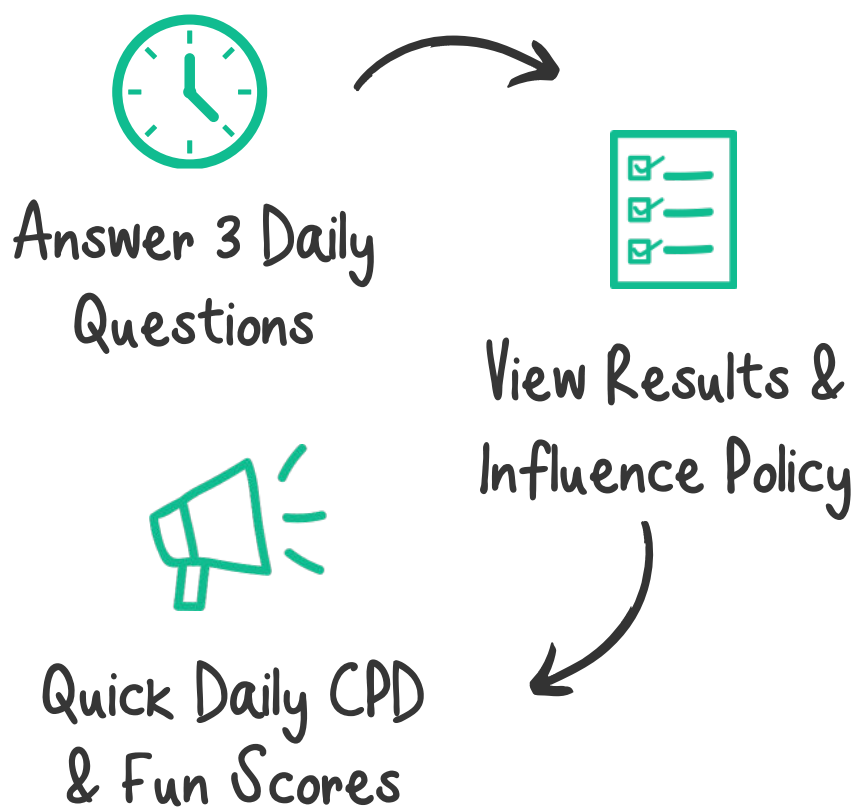 Answer 3 Daily
Questions
View Results &
Influence Policy
Quick Daily CPD
& Fun Scores